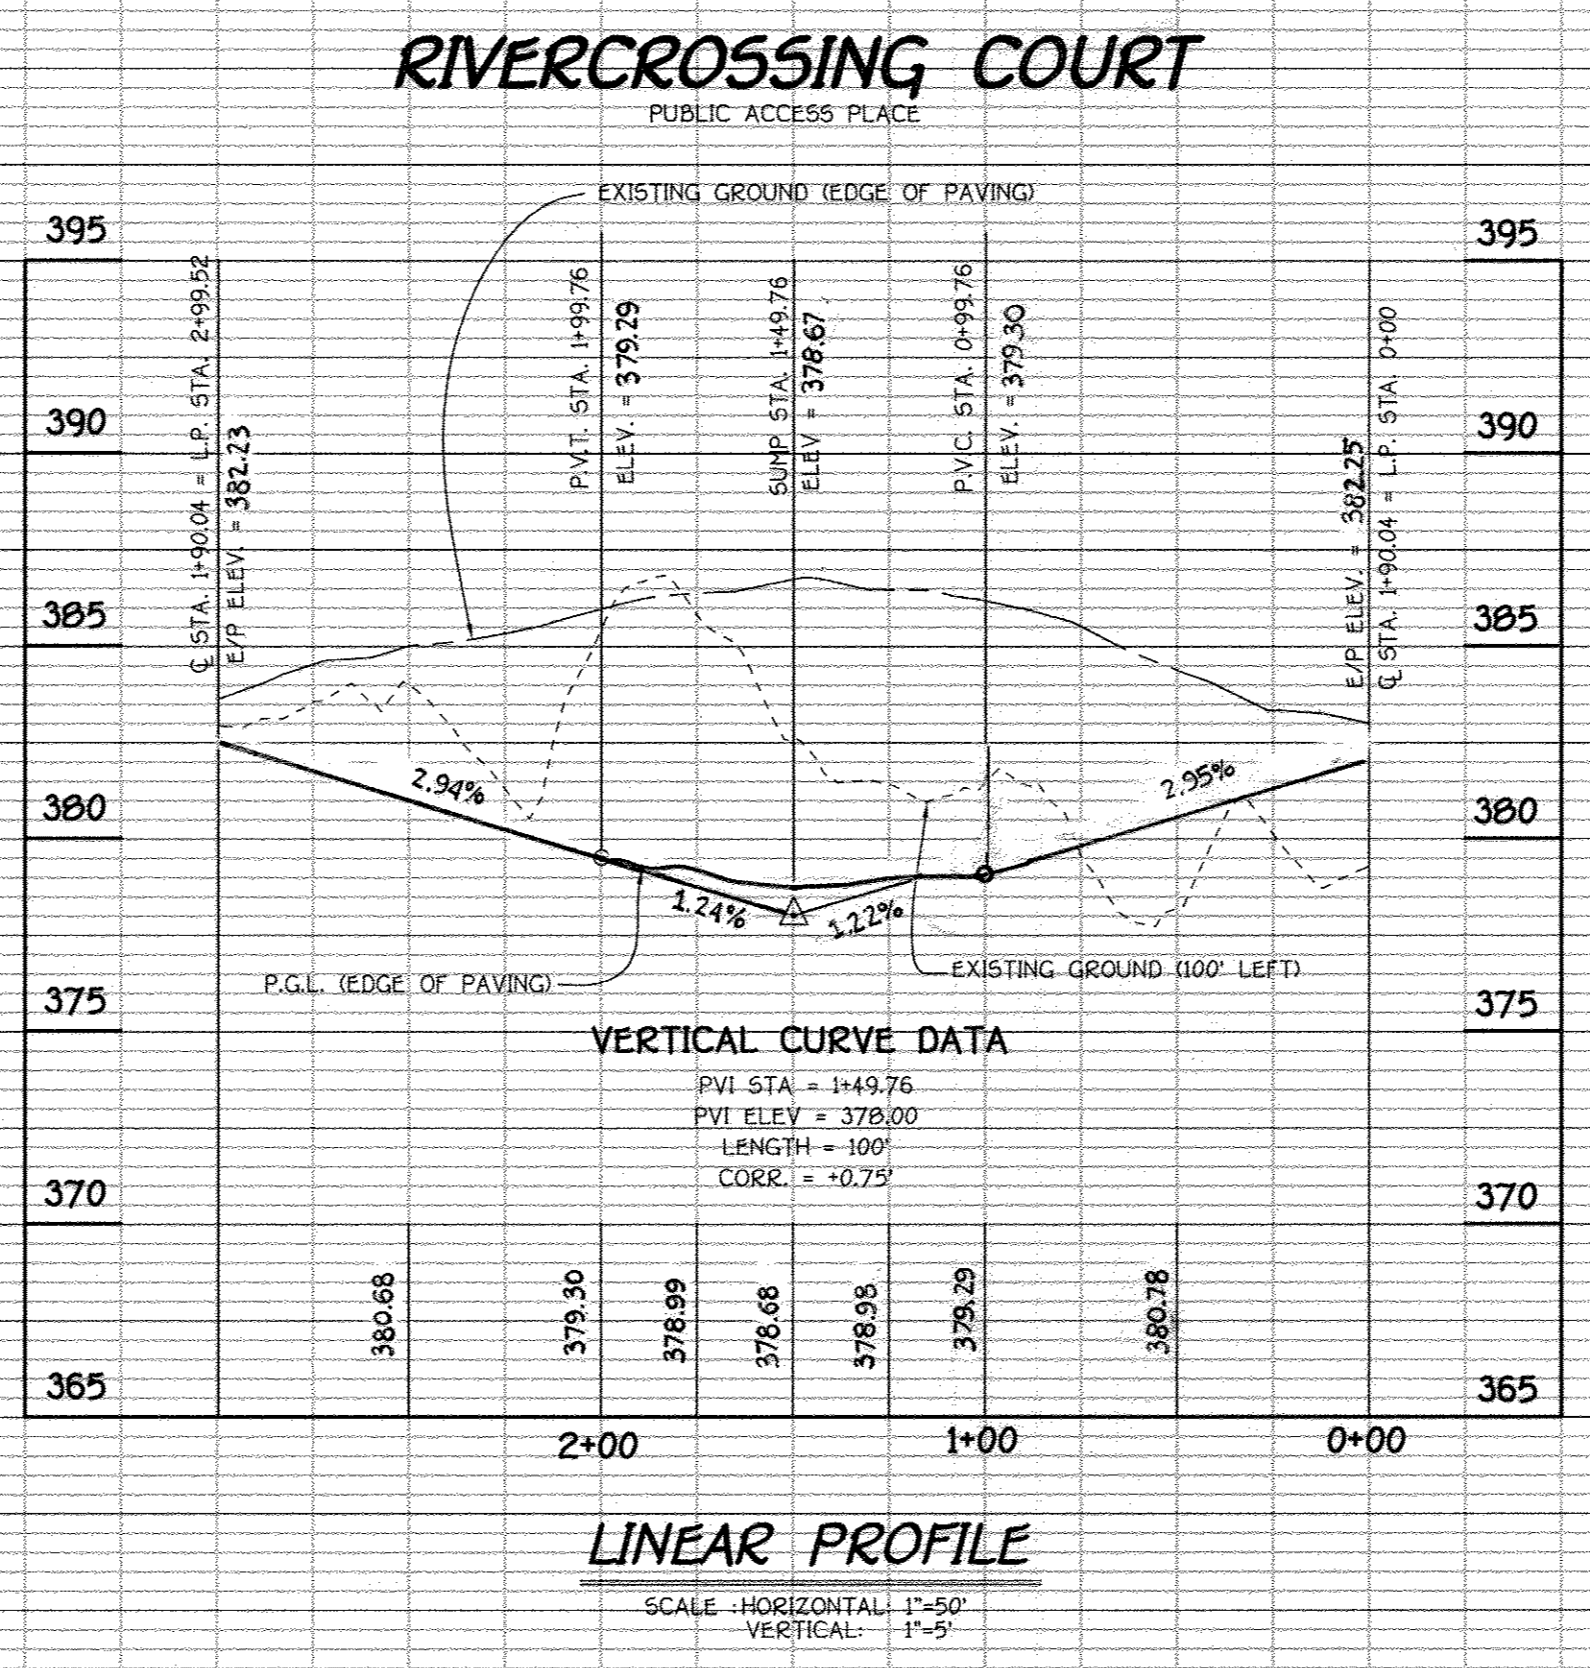 RIVERCROSSING COURT
PUBLIC ACCESS PLACE
EXISTING GROUND (EDGE OF PAVING)
395
395
℄ STA. 1+90.04 = L.P. STA. 2+99.52
E/P ELEV. = 382.23
P.V.T. STA. 1+99.76
ELEV. = 379.29
SUMP STA. 1+49.76
ELEV = 378.67
P.V.C. STA. 0+99.76
ELEV. = 379.30
E/P ELEV. = 382.25
℄ STA. 1+90.04 = L.P. STA. 0+00
390
390
385
385
2.94%
2.95%
380
380
1.24%
1.22%
P.G.L. (EDGE OF PAVING)
EXISTING GROUND (100' LEFT)
375
375
VERTICAL CURVE DATA
PVI STA = 1+49.76
PVI ELEV = 378.00
LENGTH = 100'
CORR. = +0.75'
370
370
380.68
379.30
378.99
378.68
378.98
379.29
380.78
365
365
2+00
1+00
0+00
LINEAR PROFILE
SCALE : HORIZONTAL: 1"=50'
VERTICAL: 1"=5'